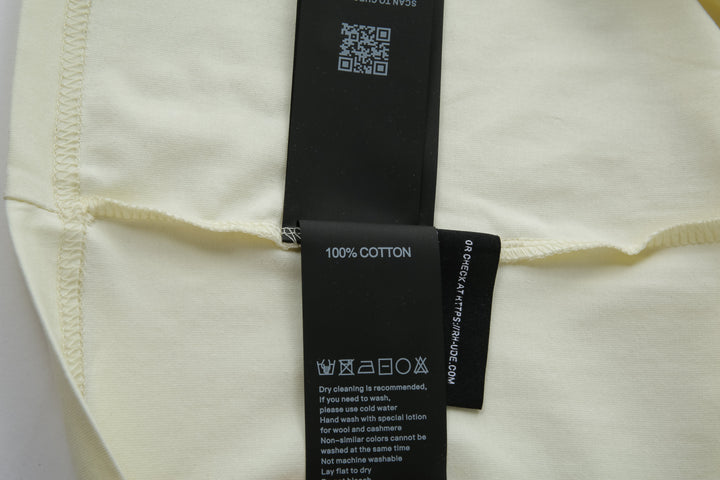 SCAN TO
100% COTTON
OR CHECK AT HTTPS://RH-UDE.COM
Dry cleaning is recommended,
If you need to wash,
please use cold water
Hand wash with special lotion
for wool and cashmere
Non-similar colors cannot be
washed at the same time
Not machine washable
Lay flat to dry